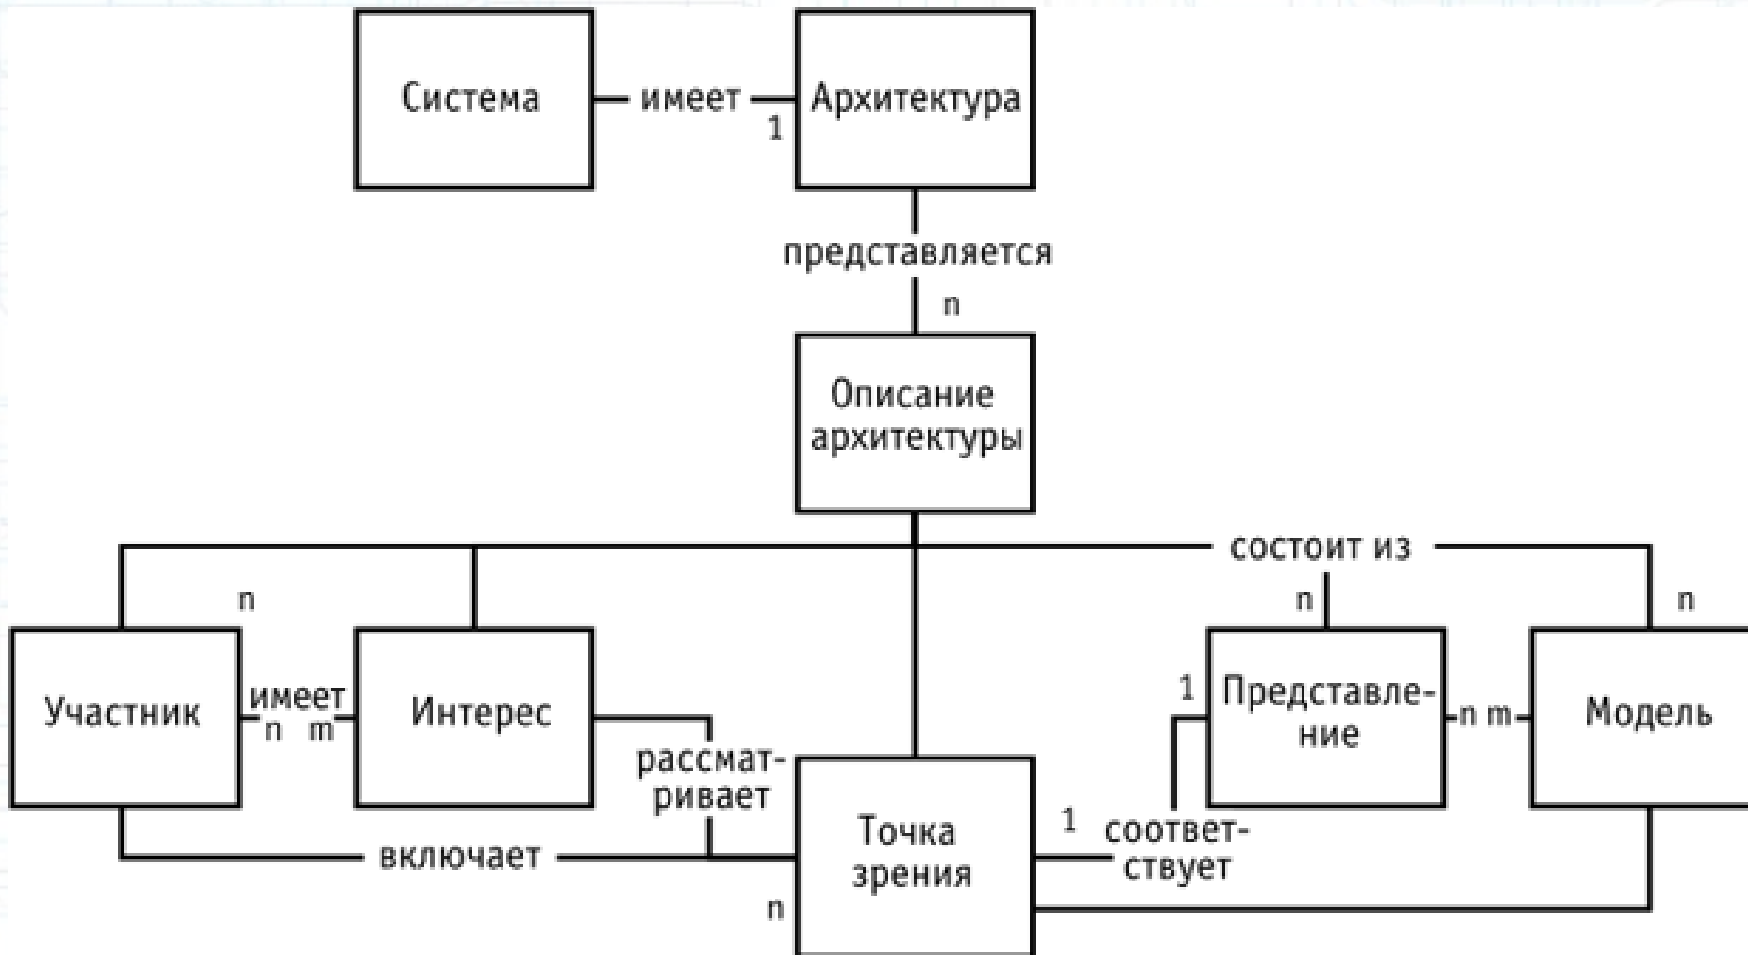 Система
имеет
1
Архитектура
представляется
n
Описание
архитектуры
состоит из
n
n
n
Участник
имеет
n m
Интерес
рассмат-
ривает
1
Представле-
ние
n m
Модель
включает
Точка
зрения
n
1
соответ-
ствует